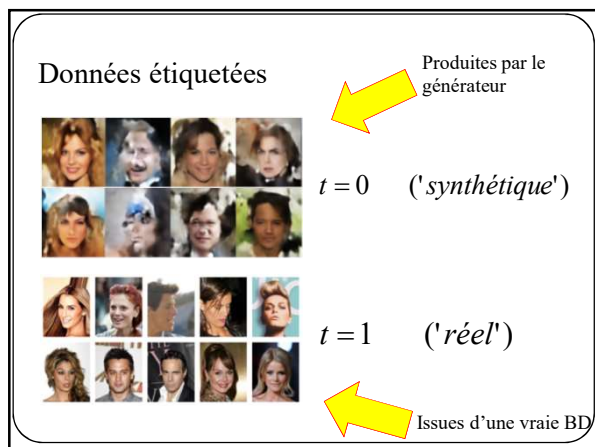 Produites par le
générateur
Données étiquetées
t = 0 ('synthétique')
t = 1 ('réel')
Issues d'une vraie BD